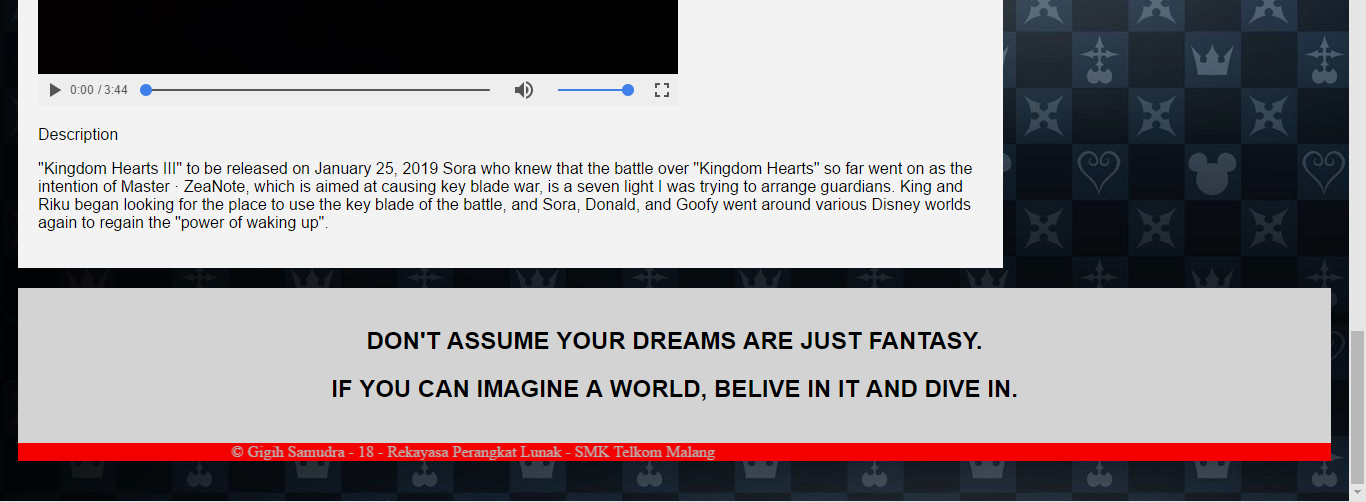 0:00 / 3:44
Description
"Kingdom Hearts III" to be released on January 25, 2019 Sora who knew that the battle over "Kingdom Hearts" so far went on as the
intention of Master · ZeaNote, which is aimed at causing key blade war, is a seven light I was trying to arrange guardians. King and
Riku began looking for the place to use the key blade of the battle, and Sora, Donald, and Goofy went around various Disney worlds
again to regain the "power of waking up".
DON'T ASSUME YOUR DREAMS ARE JUST FANTASY.
IF YOU CAN IMAGINE A WORLD, BELIVE IN IT AND DIVE IN.
© Gigih Samudra - 18 - Rekayasa Perangkat Lunak - SMK Telkom Malang